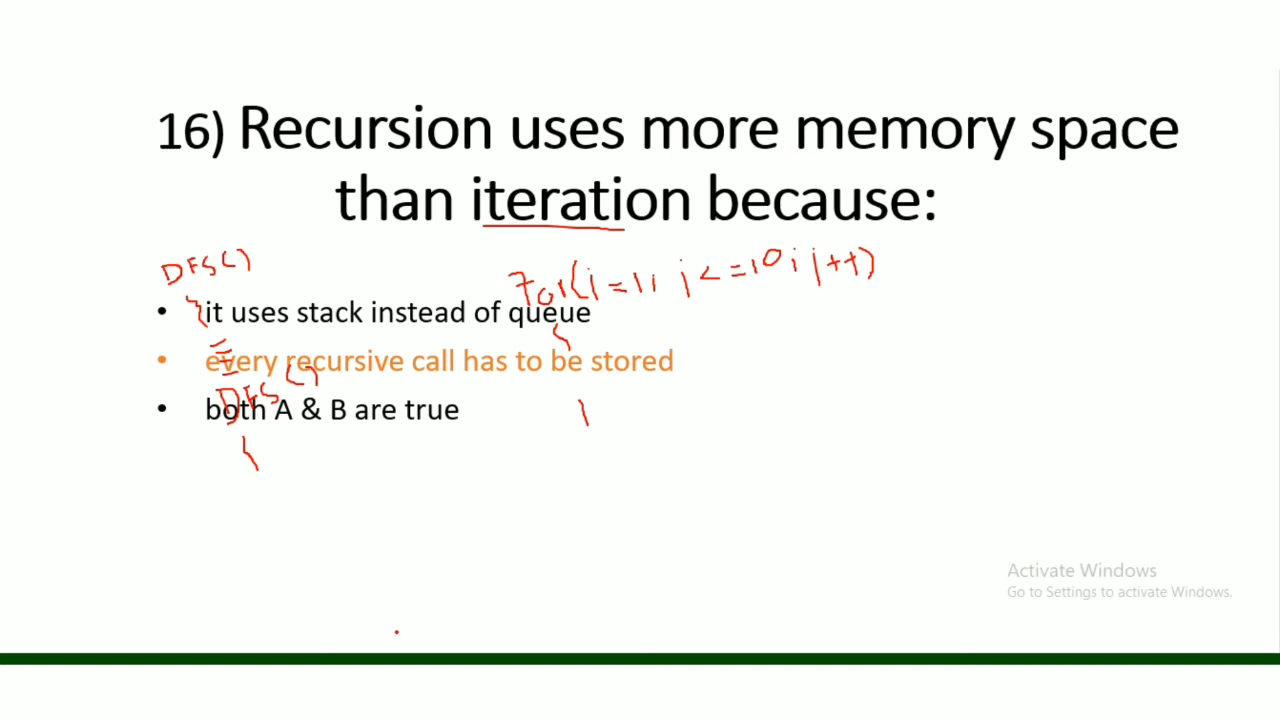 16) Recursion uses more memory space
than iteration because:
DFS()
for(i=1; i<=10; i++)
{
• it uses stack instead of queue
{
• every recursive call has to be stored
DFS()
• both A & B are true
}
{
Activate Windows
Go to Settings to activate Windows.